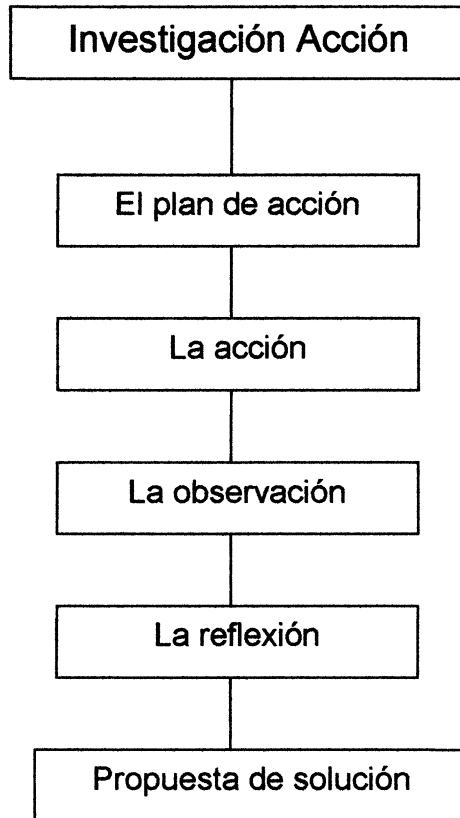 Investigación Acción
El plan de acción
La acción
La observación
La reflexión
Propuesta de solución